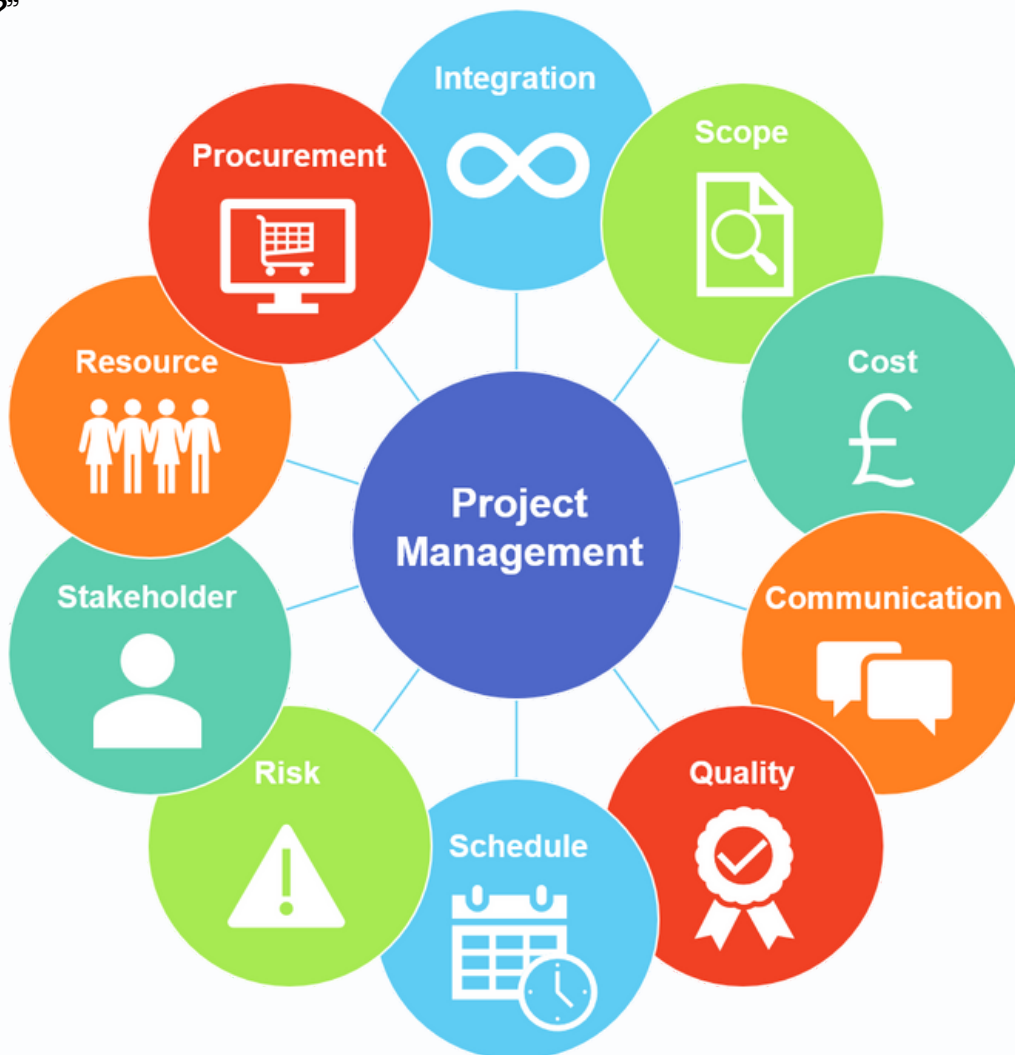 ?”
Integration
Scope
Procurement
Cost
£
Resource
Project
Management
Communication
Stakeholder
Quality
Risk
!
Schedule